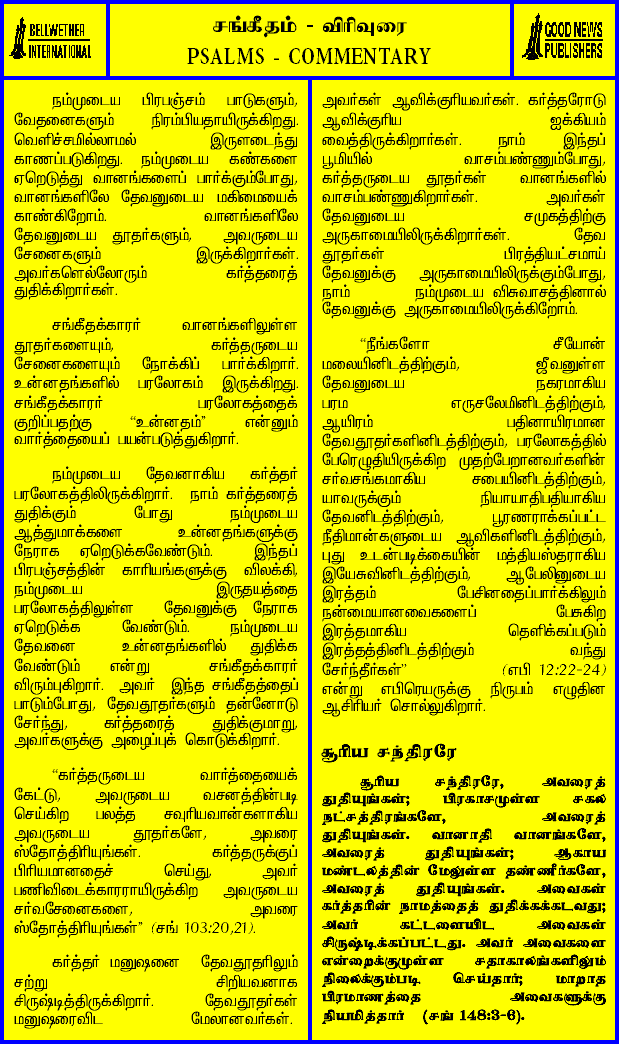 BELLWETHER
INTERNATIONAL
சங்கீதம் - விரிவுரை
PSALMS - COMMENTARY
GOOD NEWS
PUBLISHERS
நம்முடைய பிரபஞ்சம் பாடுகளும்,
வேதனைகளும் நிரம்பியதாயிருக்கிறது.
வெளிச்சமில்லாமல் இருளடைந்து
காணப்படுகிறது. நம்முடைய கண்களை
ஏறெடுத்து வானங்களைப் பார்க்கும்போது,
வானங்களிலே தேவனுடைய மகிமையைக்
காண்கிறோம். வானங்களிலே
தேவனுடைய தூதர்களும், அவருடைய
சேனைகளும் இருக்கிறார்கள்.
அவர்களெல்லோரும் கர்த்தரைத்
துதிக்கிறார்கள்.
சங்கீதக்காரர் வானங்களிலுள்ள
தூதர்களையும், கர்த்தருடைய
சேனைகளையும் நோக்கிப் பார்க்கிறார்.
உன்னதங்களில் பரலோகம் இருக்கிறது.
சங்கீதக்காரர் பரலோகத்தைக்
குறிப்பதற்கு “உன்னதம்” என்னும்
வார்த்தையைப் பயன்படுத்துகிறார்.
நம்முடைய தேவனாகிய கர்த்தர்
பரலோகத்திலிருக்கிறார். நாம் கர்த்தரைத்
துதிக்கும் போது நம்முடைய
ஆத்துமாக்களை உன்னதங்களுக்கு
நேராக ஏறெடுக்கவேண்டும். இந்தப்
பிரபஞ்சத்தின் காரியங்களுக்கு விலக்கி,
நம்முடைய இருதயத்தை
பரலோகத்திலுள்ள தேவனுக்கு நேராக
ஏறெடுக்க வேண்டும். நம்முடைய
தேவனை உன்னதங்களில் துதிக்க
வேண்டும் என்று சங்கீதக்காரர்
விரும்புகிறார். அவர் இந்த சங்கீதத்தைப்
பாடும்போது, தேவதூதர்களும் தன்னோடு
சேர்ந்து, கர்த்தரைத் துதிக்குமாறு,
அவர்களுக்கு அழைப்புக் கொடுக்கிறார்.
“கர்த்தருடைய வார்த்தையைக்
கேட்டு, அவருடைய வசனத்தின்படி
செய்கிற பலத்த சவுரியவான்களாகிய
அவருடைய தூதர்களே, அவரை
ஸ்தோத்திரியுங்கள். கர்த்தருக்குப்
பிரியமானதைச் செய்து, அவர்
பணிவிடைக்காரராயிருக்கிற அவருடைய
சர்வசேனைகளை, அவரை
ஸ்தோத்திரியுங்கள்” (சங் 103:20,21).
கர்த்தர் மனுஷனை தேவதூதரிலும்
சற்று சிறியவனாக
சிருஷ்டித்திருக்கிறார். தேவதூதர்கள்
மனுஷரைவிட மேலானவர்கள்.
அவர்கள் ஆவிக்குரியவர்கள். கர்த்தரோடு
ஆவிக்குரிய ஐக்கியம்
வைத்திருக்கிறார்கள். நாம் இந்தப்
பூமியில் வாசம்பண்ணும்போது,
கர்த்தருடைய தூதர்கள் வானங்களில்
வாசம்பண்ணுகிறார்கள். அவர்கள்
தேவனுடைய சமுகத்திற்கு
அருகாமையிலிருக்கிறார்கள். தேவ
தூதர்கள் பிரத்தியட்சமாய்
தேவனுக்கு அருகாமையிலிருக்கும்போது,
நாம் நம்முடைய விசுவாசத்தினால்
தேவனுக்கு அருகாமையிலிருக்கிறோம்.
“நீங்களோ சீயோன்
மலையினிடத்திற்கும், ஜீவனுள்ள
தேவனுடைய நகரமாகிய
பரம எருசலேமினிடத்திற்கும்,
ஆயிரம் பதினாயிரமான
தேவதூதர்களினிடத்திற்கும், பரலோகத்தில்
பேரெழுதியிருக்கிற முதற்பேறானவர்களின்
சர்வசங்கமாகிய சபையினிடத்திற்கும்,
யாவருக்கும் நியாயாதிபதியாகிய
தேவனிடத்திற்கும், பூரணராக்கப்பட்ட
நீதிமான்களுடைய ஆவிகளினிடத்திற்கும்,
புது உடன்படிக்கையின் மத்தியஸ்தராகிய
இயேசுவினிடத்திற்கும், ஆபேலினுடைய
இரத்தம் பேசினதைப்பார்க்கிலும்
நன்மையானவைகளைப் பேசுகிற
இரத்தமாகிய தெளிக்கப்படும்
இரத்தத்தினிடத்திற்கும் வந்து
சேர்ந்தீர்கள்” (எபி 12:22-24)
என்று எபிரெயருக்கு நிருபம் எழுதின
ஆசிரியர் சொல்லுகிறார்.
சூரிய சந்திரரே
சூரிய சந்திரரே, அவரைத்
துதியுங்கள்; பிரகாசமுள்ள சகல
நட்சத்திரங்களே, அவரைத்
துதியுங்கள். வானாதி வானங்களே,
அவரைத் துதியுங்கள்; ஆகாய
மண்டலத்தின் மேலுள்ள தண்ணீர்களே,
அவரைத் துதியுங்கள். அவைகள்
கர்த்தரின் நாமத்தைத் துதிக்கக்கடவது;
அவர் கட்டளையிட அவைகள்
சிருஷ்டிக்கப்பட்டது. அவர் அவைகளை
என்றைக்குமுள்ள சதாகாலங்களிலும்
நிலைக்கும்படி செய்தார்; மாறாத
பிரமாணத்தை அவைகளுக்கு
நியமித்தார் (சங் 148:3-6).